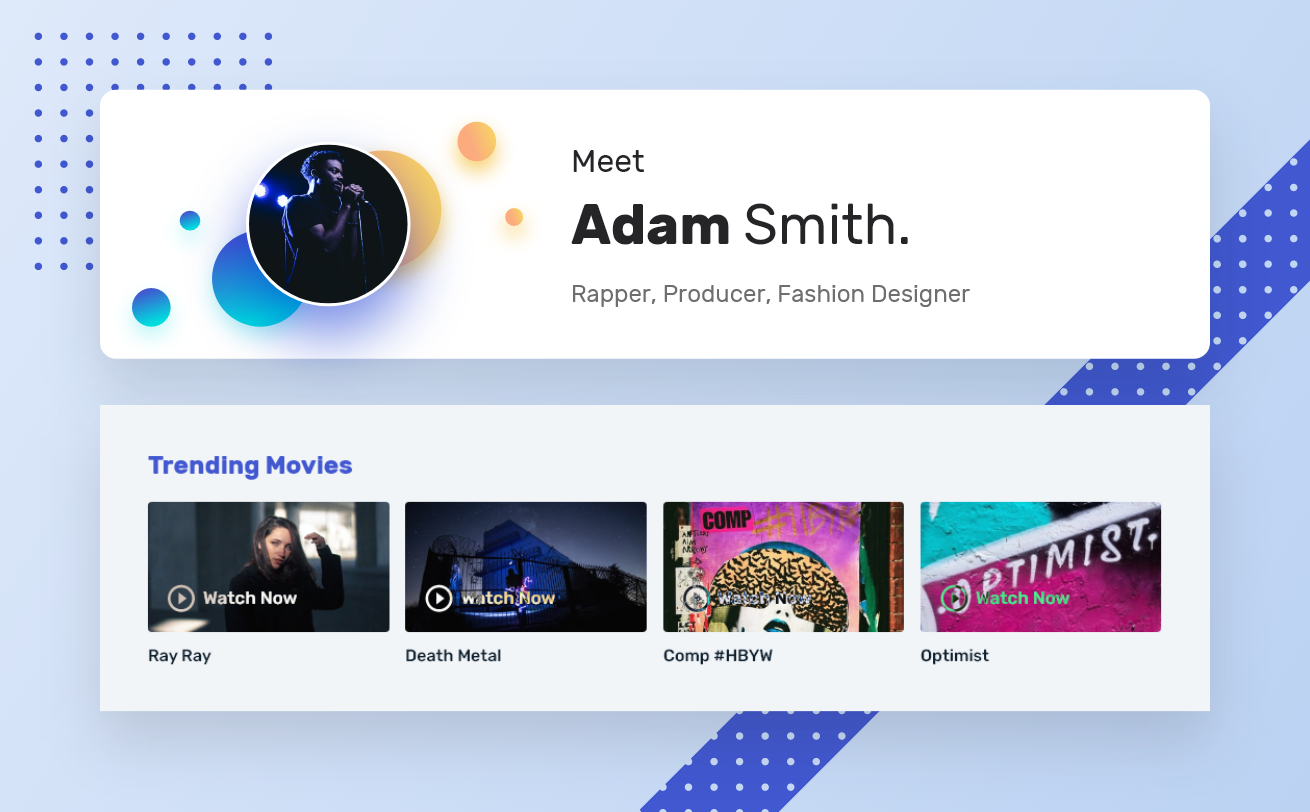 Meet
Adam Smith.
Rapper, Producer, Fashion Designer
Trending Movies
COMP
#HBYW
OPTIMIST.
Watch Now
Watch Now
Watch Now
Watch Now
Ray Ray
Death Metal
Comp #HBYW
Optimist